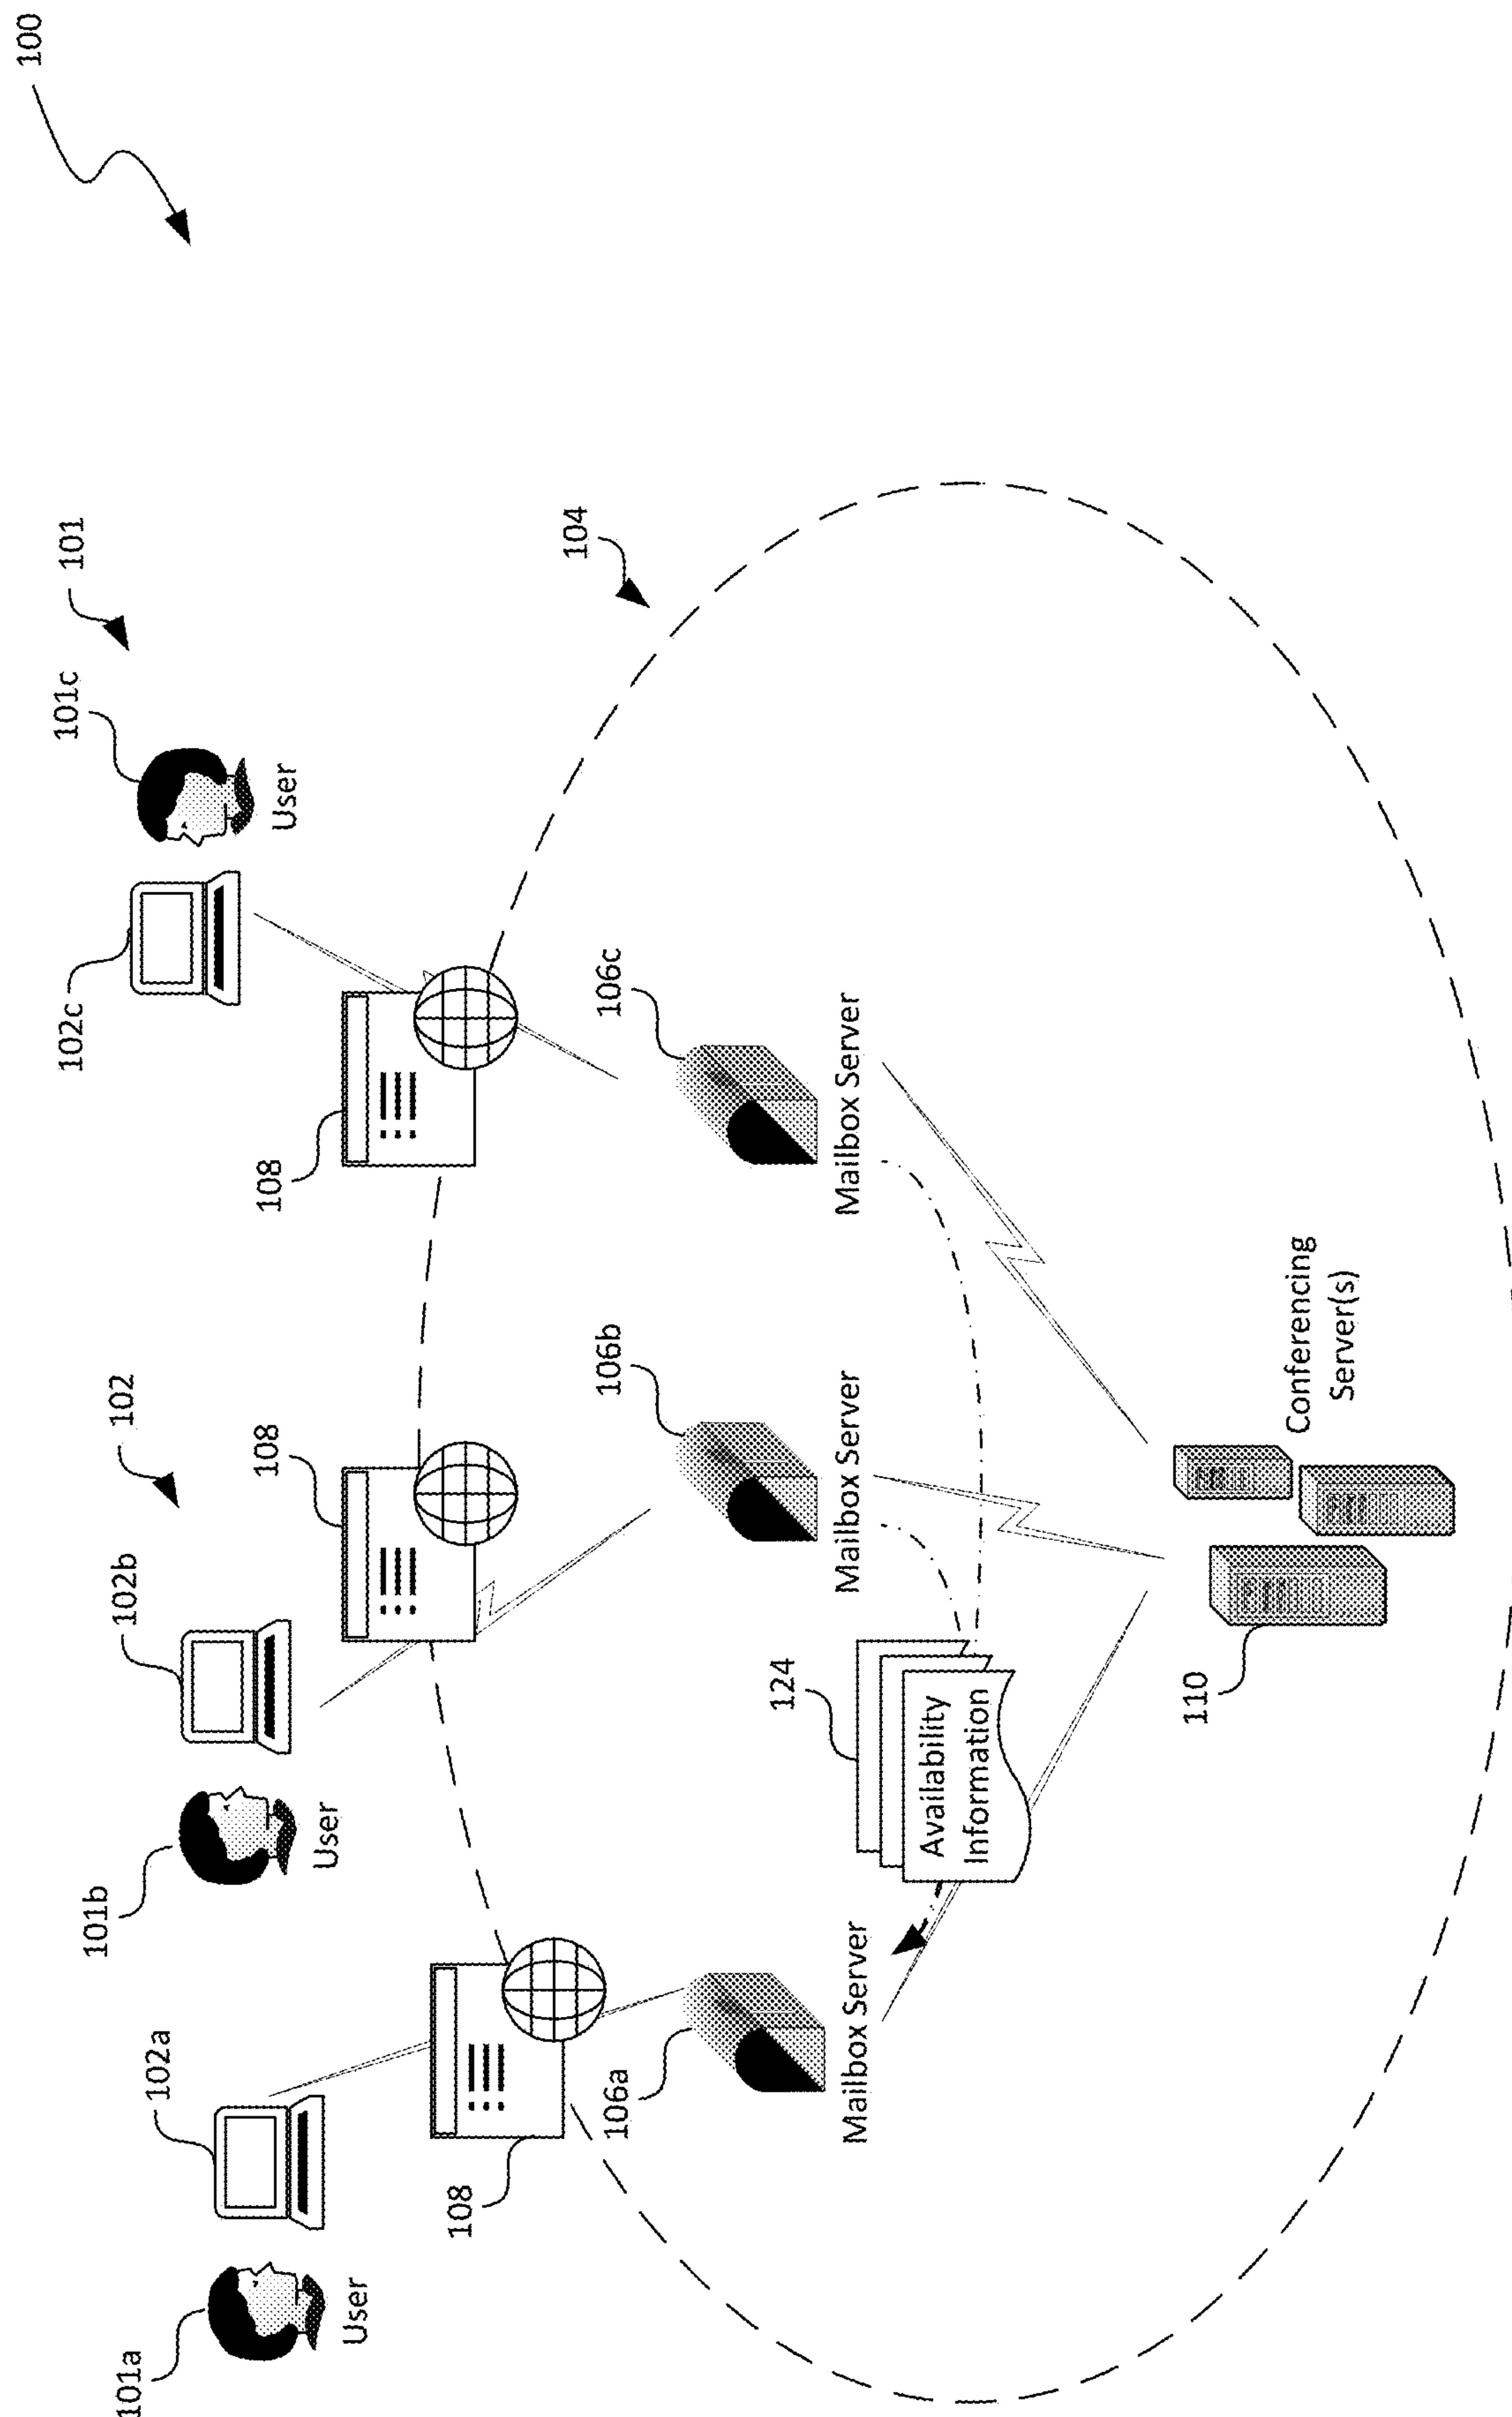 100
101
101c
102c
102
102b
101b
102a
101a
User
User
User
108
108
108
104
106a
106b
106c
Mailbox Server
Mailbox Server
Mailbox Server
124
Availability
Information
110
Conferencing
Server(s)